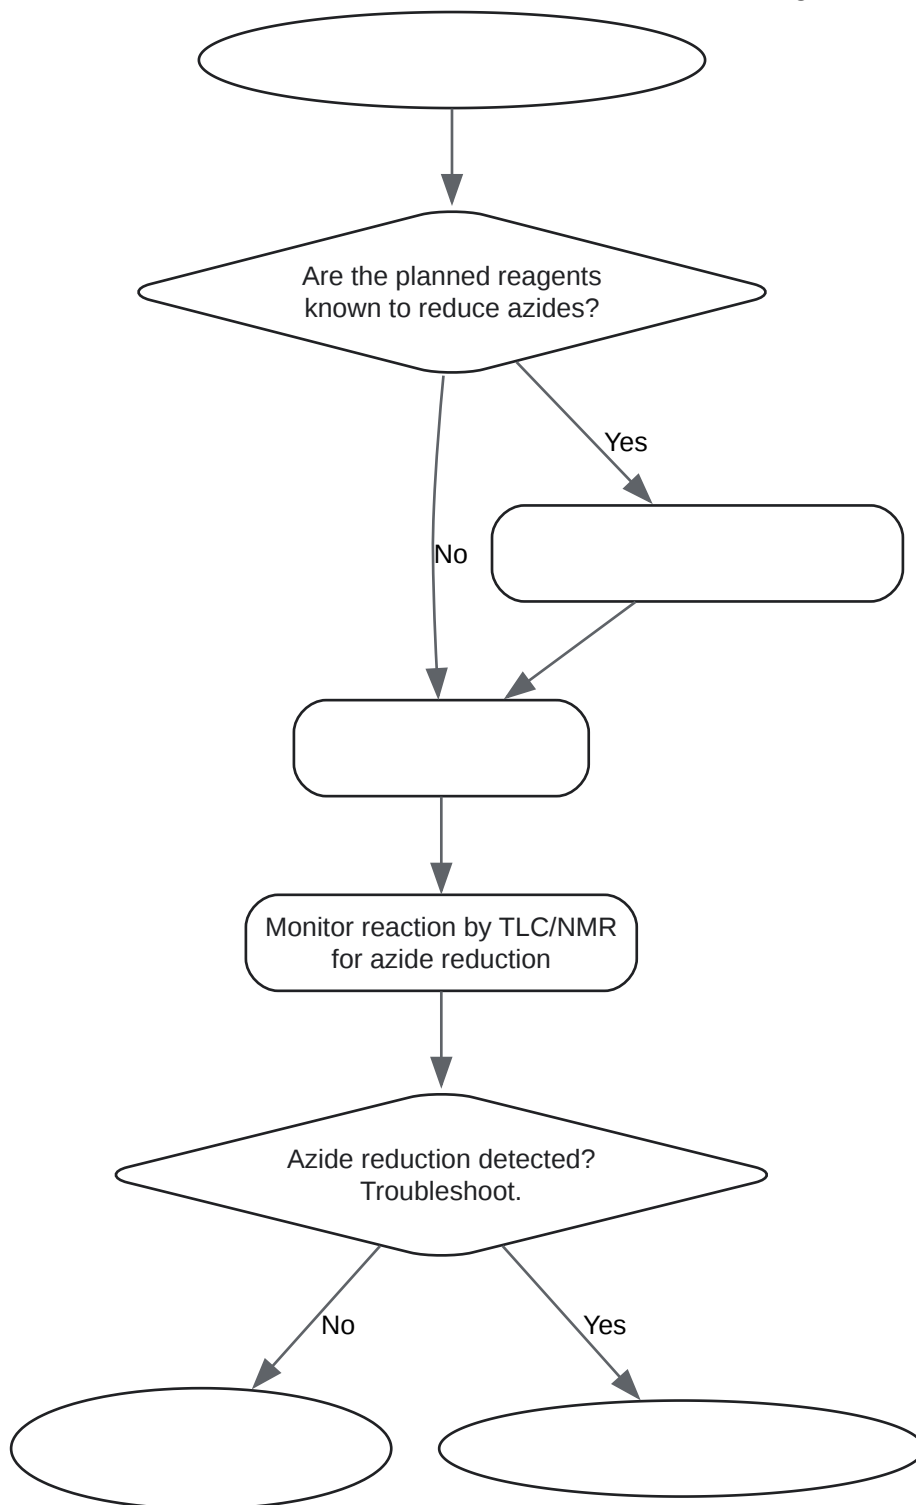 Are the planned reagents
known to reduce azides?
Yes
No
Monitor reaction by TLC/NMR
for azide reduction
Azide reduction detected?
Troubleshoot.
No
Yes